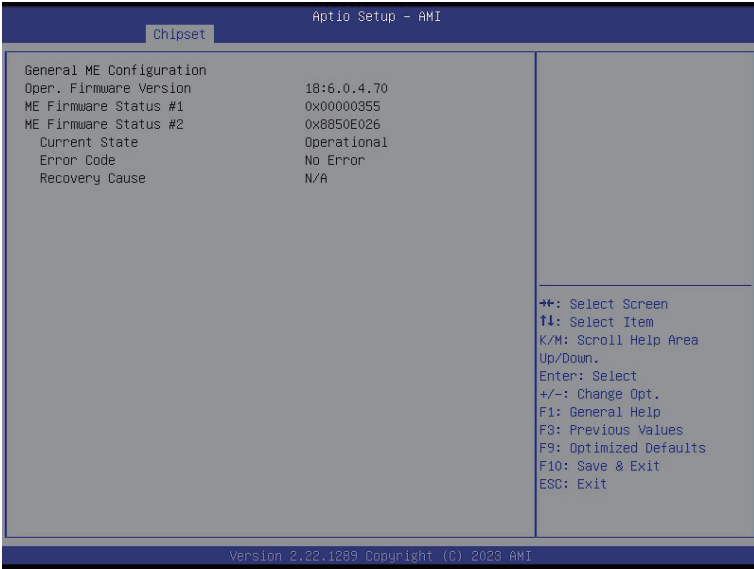 Aptio Setup – AMI
Chipset
General ME Configuration
Oper. Firmware Version 18:6.0.4.70
ME Firmware Status #1 0x00000355
ME Firmware Status #2 0x8850E026
Current State Operational
Error Code No Error
Recovery Cause N/A
→←: Select Screen
↑↓: Select Item
K/M: Scroll Help Area
Up/Down.
Enter: Select
+/-: Change Opt.
F1: General Help
F3: Previous Values
F9: Optimized Defaults
F10: Save & Exit
ESC: Exit
Version 2.22.1289 Copyright (C) 2023 AMI